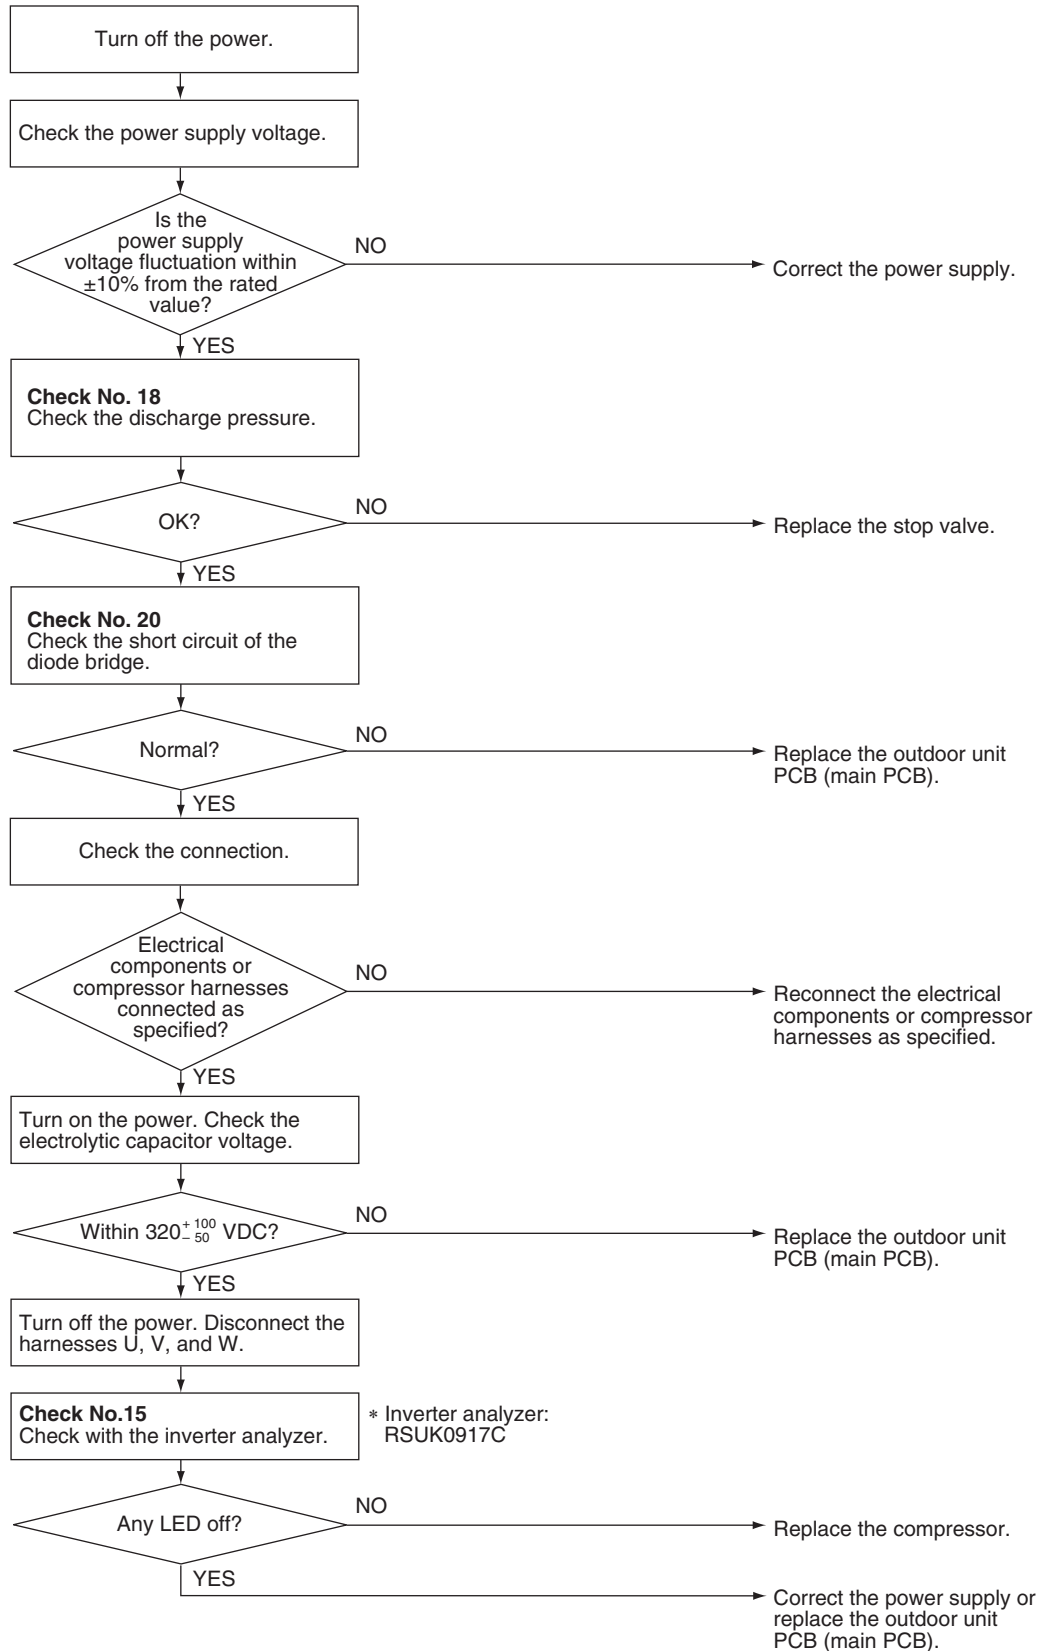 Turn off the power.
Check the power supply voltage.
Is the
power supply
voltage fluctuation within
±10% from the rated
value?
NO
Correct the power supply.
YES
Check No. 18
Check the discharge pressure.
OK?
NO
Replace the stop valve.
YES
Check No. 20
Check the short circuit of the
diode bridge.
Normal?
NO
Replace the outdoor unit
PCB (main PCB).
YES
Check the connection.
Electrical
components or
compressor harnesses
connected as
specified?
NO
Reconnect the electrical
components or compressor
harnesses as specified.
YES
Turn on the power. Check the
electrolytic capacitor voltage.
Within 320 + 100 − 50 VDC?
NO
Replace the outdoor unit
PCB (main PCB).
YES
Turn off the power. Disconnect the
harnesses U, V, and W.
Check No.15
Check with the inverter analyzer.
* Inverter analyzer:
RSUK0917C
Any LED off?
NO
Replace the compressor.
YES
Correct the power supply or
replace the outdoor unit
PCB (main PCB).